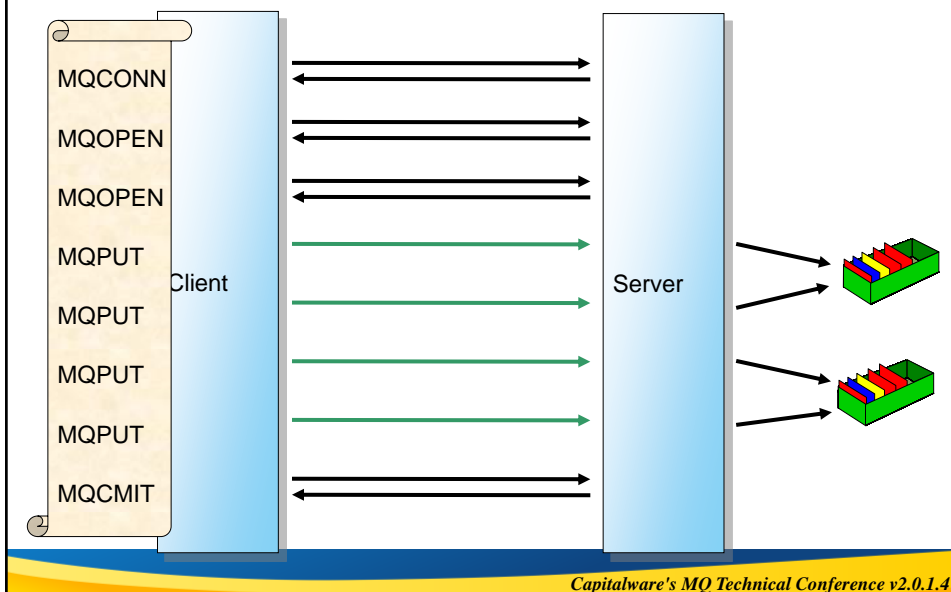 MQCONN
MQOPEN
MQOPEN
MQPUT
Client
Server
MQPUT
MQPUT
MQPUT
MQCMIT
Capitalware's MQ Technical Conference v2.0.1.4